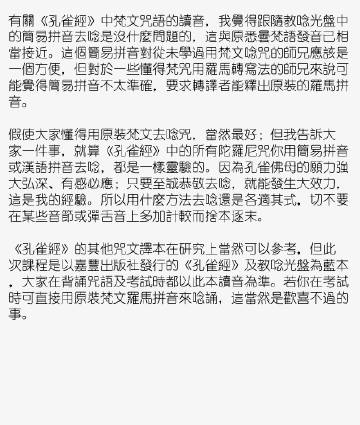 有關《孔雀經》中梵文咒語的讀音，我覺得跟隨教唸光盤中
的簡易拼音去唸是沒什麼問題的，這與原悉曇梵語發音已相
當接近。這個簡易拼音對從未學過用梵文唸咒的師兄應該是
一個方便，但對於一些懂得梵咒用羅馬轉寫法的師兄來說可
能覺得簡易拼音不太準確，要求轉譯者能釋出原裝的羅馬拼
音。
假使大家懂得用原裝梵文去唸咒，當然最好；但我告訴大
家一件事，就算《孔雀經》中的所有陀羅尼咒你用簡易拼音
或漢語拼音去唸，都是一樣靈驗的。因為孔雀佛母的願力強
大弘深、有感必應；只要至誠恭敬去唸，就能發生大效力，
這是我的經驗。所以用什麼方法去唸還是各適其式，切不要
在某些音節或彈舌音上多加計較而捨本逐末。
《孔雀經》的其他咒文譯本在研究上當然可以參考，但此
次課程是以嘉豐出版社發行的《孔雀經》及教唸光盤為藍本
，大家在背誦咒語及考試時都以此本讀音為準。若你在考試
時可直接用原裝梵文羅馬拼音來唸誦，這當然是歡喜不過的
事。